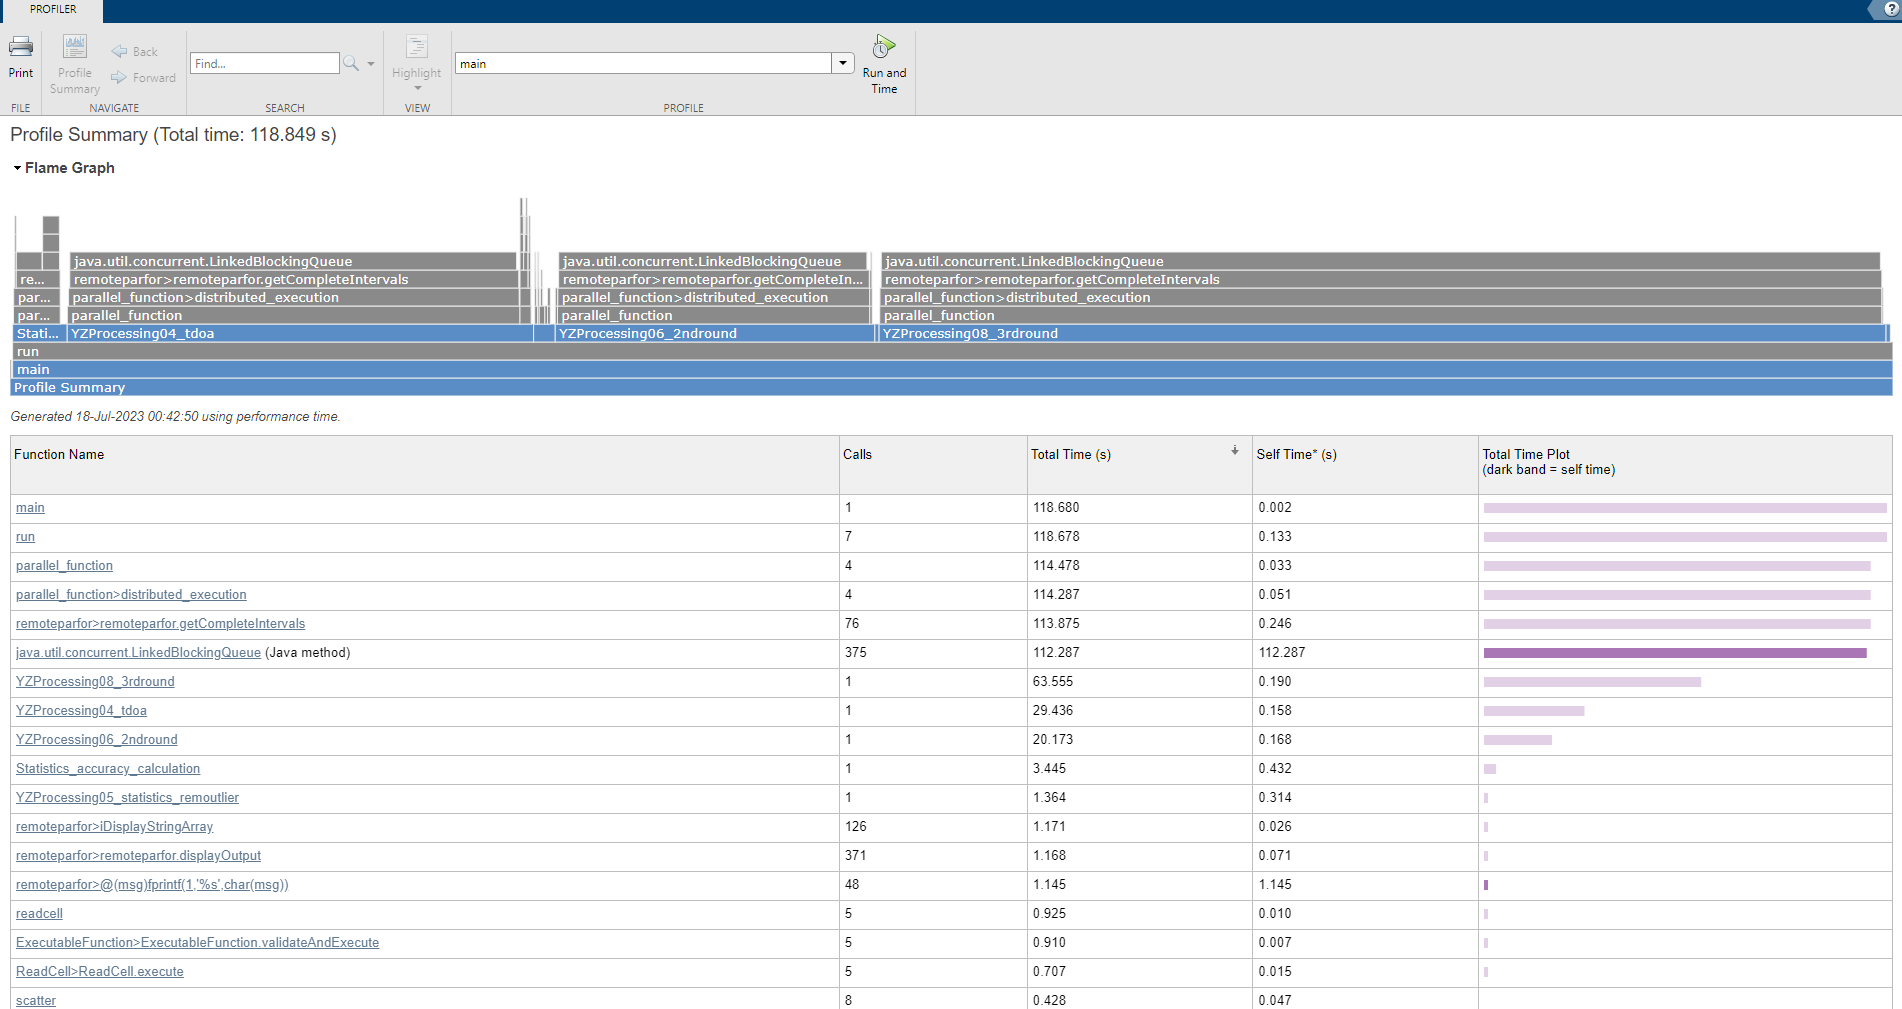 PROFILER
?
Print
Profile Summary
Back
Forward
Find...
Highlight
main
Run and Time
FILE
NAVIGATE
SEARCH
VIEW
PROFILE
Profile Summary (Total time: 118.849 s)
Flame Graph
java.util.concurrent.LinkedBlockingQueue java.util.concurrent.LinkedBlockingQueue java.util.concurrent.LinkedBlockingQueue
re... remoteparfor>remoteparfor.getCompleteIntervals remoteparfor>remoteparfor.getCompleteIn... remoteparfor>remoteparfor.getCompleteIntervals
par... parallel_function>distributed_execution parallel_function>distributed_execution parallel_function>distributed_execution
par... parallel_function parallel_function parallel_function
Stati... YZProcessing04_tdoa YZProcessing06_2ndround YZProcessing08_3rdround
run
main
Profile Summary
Generated 18-Jul-2023 00:42:50 using performance time.
Function Name Calls Total Time (s) Self Time* (s) Total Time Plot
(dark band = self time)
main 1 118.680 0.002
run 7 118.678 0.133
parallel_function 4 114.478 0.033
parallel_function>distributed_execution 4 114.287 0.051
remoteparfor>remoteparfor.getCompleteIntervals 76 113.875 0.246
java.util.concurrent.LinkedBlockingQueue (Java method) 375 112.287 112.287
YZProcessing08_3rdround 1 63.555 0.190
YZProcessing04_tdoa 1 29.436 0.158
YZProcessing06_2ndround 1 20.173 0.168
Statistics_accuracy_calculation 1 3.445 0.432
YZProcessing05_statistics_remoutlier 1 1.364 0.314
remoteparfor>iDisplayStringArray 126 1.171 0.026
remoteparfor>remoteparfor.displayOutput 371 1.168 0.071
remoteparfor>@(msg)fprintf(1,'%s',char(msg)) 48 1.145 1.145
readcell 5 0.925 0.010
ExecutableFunction>ExecutableFunction.validateAndExecute 5 0.910 0.007
ReadCell>ReadCell.execute 5 0.707 0.015
scatter 8 0.428 0.047